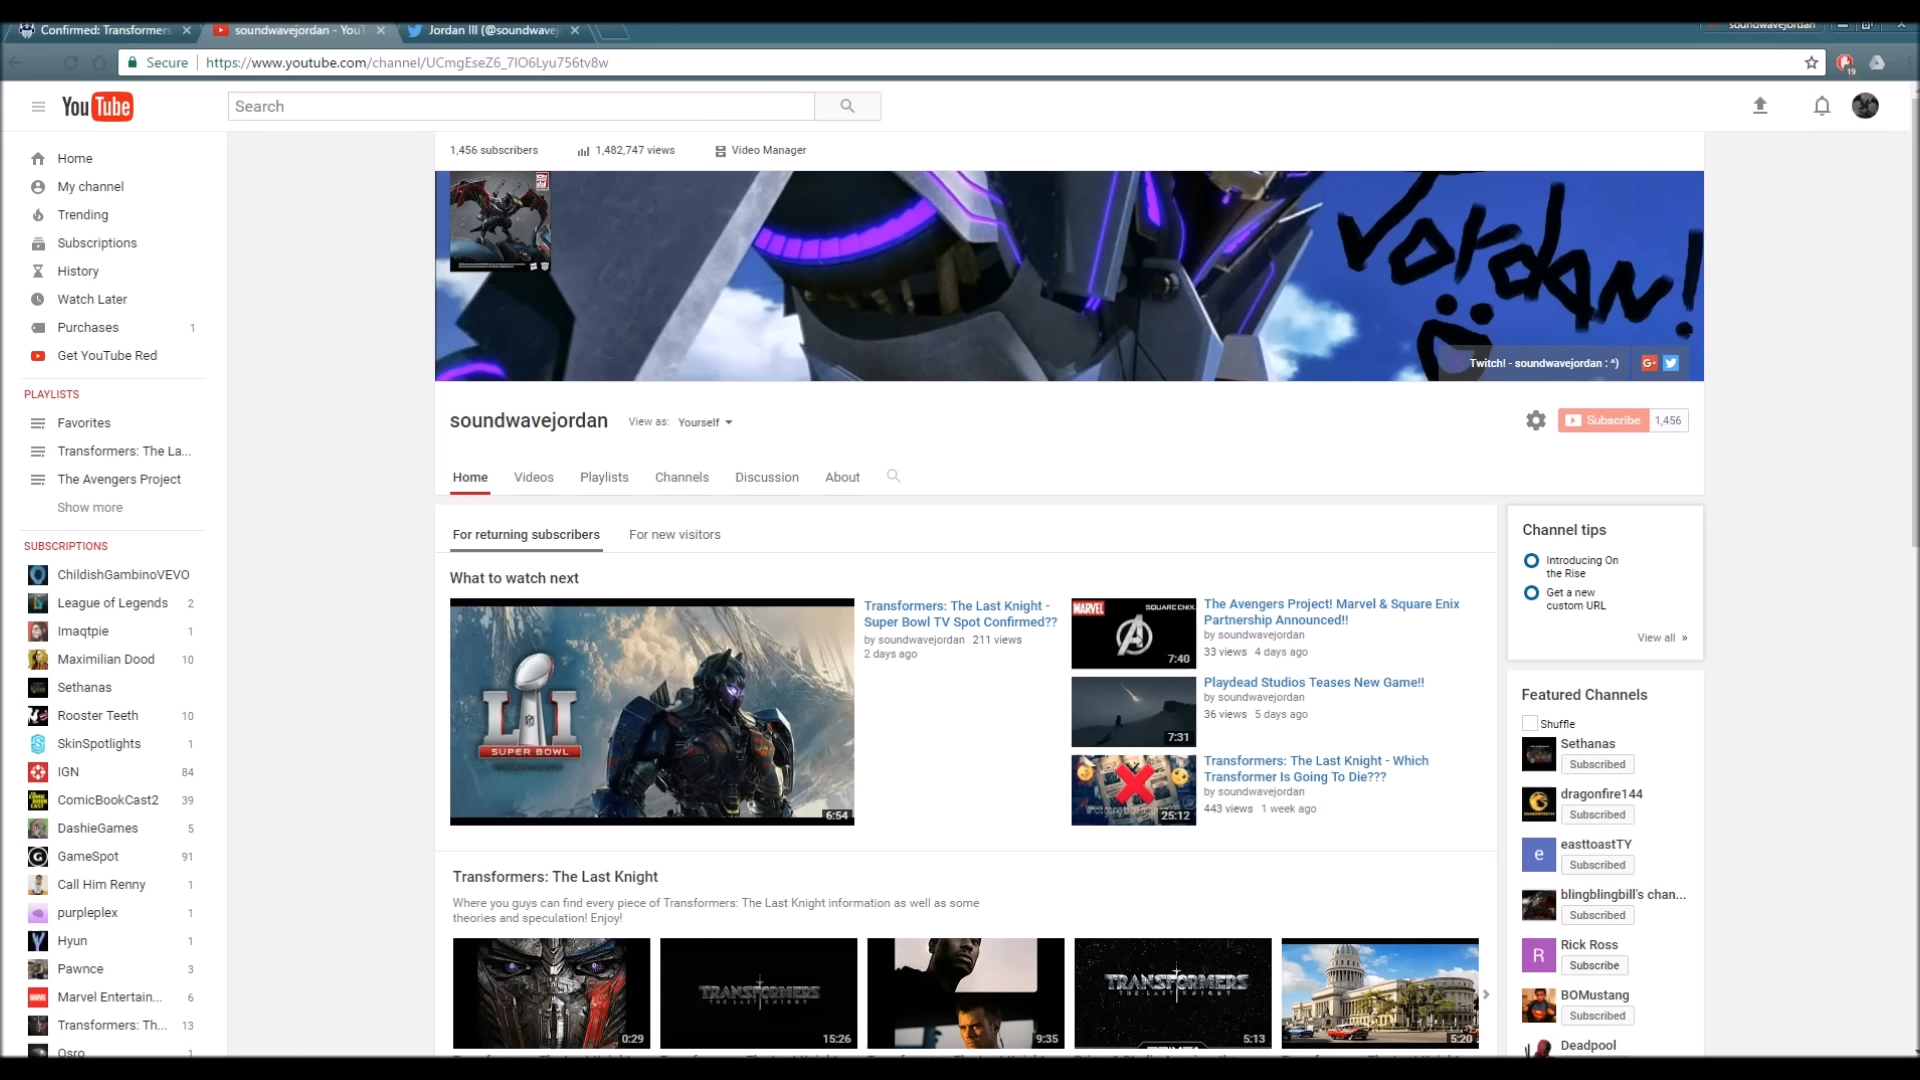 Confirmed: Transformers
soundwavejordan - YouT
Jordan III (@soundwave
soundwavejordan
Secure
https://www.youtube.com/channel/UCmgEseZ6_7lO6Lyu756tv8w
19
YouTube
Search
1,456 subscribers
1,482,747 views
Video Manager
Jordan!
Twitch! - soundwavejordan : ^)
G+
soundwavejordan
View as: Yourself
Subscribe 1,456
Home Videos Playlists Channels Discussion About
Home
My channel
Trending
Subscriptions
History
Watch Later
Purchases 1
Get YouTube Red
PLAYLISTS
Favorites
Transformers: The La...
The Avengers Project
Show more
SUBSCRIPTIONS
ChildishGambinoVEVO
League of Legends 2
Imaqtpie 1
Maximilian Dood 10
Sethanas
Rooster Teeth 10
SkinSpotlights 1
IGN 84
ComicBookCast2 39
DashieGames 5
GameSpot 91
Call Him Renny 1
purpleplex 1
Hyun 1
Pawnce 3
Marvel Entertain... 6
Transformers: Th... 13
Osro 1
For returning subscribers
For new visitors
What to watch next
LI
SUPER BOWL
6:54
Transformers: The Last Knight -
Super Bowl TV Spot Confirmed??
by soundwavejordan 211 views
2 days ago
MARVEL
SQUARE ENIX
7:40
The Avengers Project! Marvel & Square Enix
Partnership Announced!!
by soundwavejordan
33 views 4 days ago
7:31
Playdead Studios Teases New Game!!
by soundwavejordan
36 views 5 days ago
25:12
Transformers: The Last Knight - Which
Transformer Is Going To Die???
by soundwavejordan
443 views 1 week ago
Transformers: The Last Knight
Where you guys can find every piece of Transformers: The Last Knight information as well as some
theories and speculation! Enjoy!
0:29
TRANSFORMERS
15:26
9:35
TRANSFORMERS
THE LAST KNIGHT
5:13
5:20
Channel tips
Introducing On
the Rise
Get a new
custom URL
View all »
Featured Channels
Shuffle
Sethanas
Subscribed
dragonfire144
Subscribed
e
easttoastTY
Subscribed
blingblingbill's chan...
Subscribed
R
Rick Ross
Subscribe
BOMustang
Subscribed
Deadpool